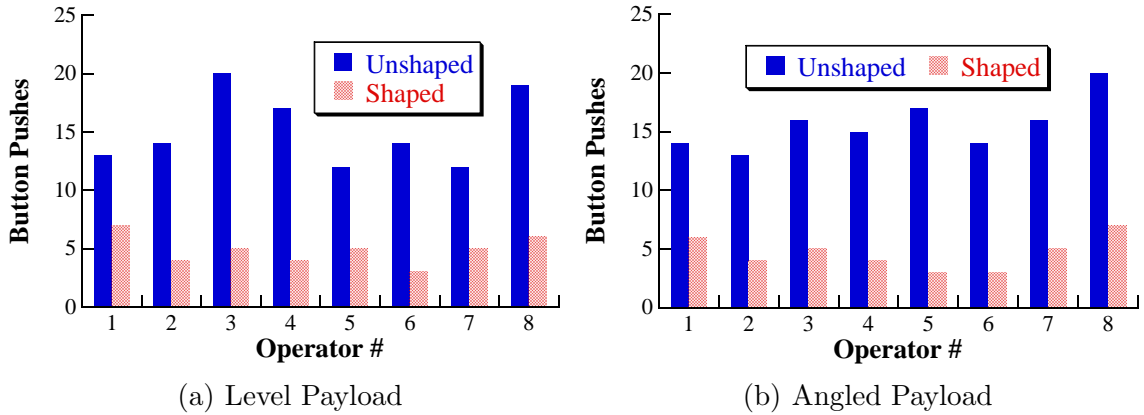 25
20
15
10
5
0
Button Pushes
Unshaped
Shaped
1 2 3 4 5 6 7 8
Operator #
(a) Level Payload
25
20
15
10
5
0
Button Pushes
Unshaped Shaped
1 2 3 4 5 6 7 8
Operator #
(b) Angled Payload